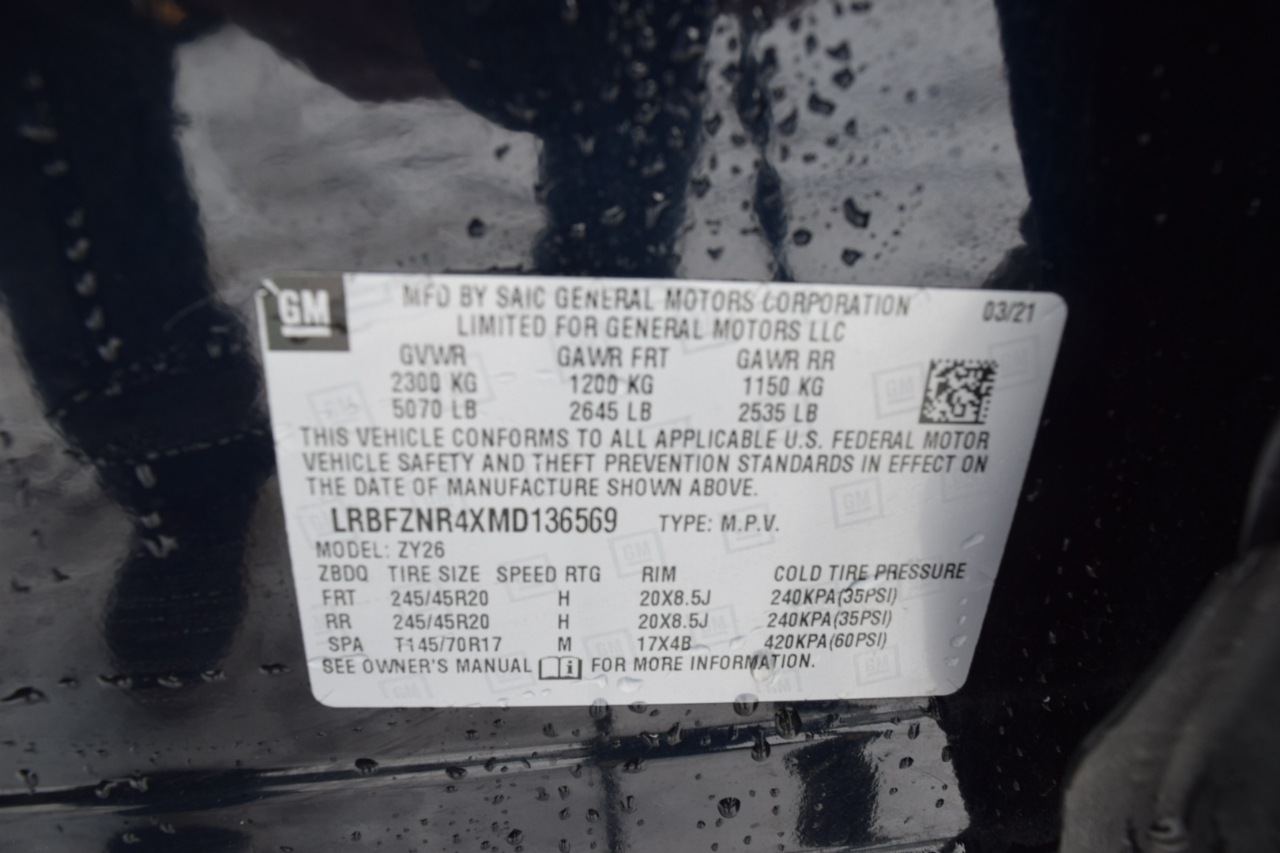 GM
MFD BY SAIC GENERAL MOTORS CORPORATION 03/21
LIMITED FOR GENERAL MOTORS LLC
GVWR GAWR FRT GAWR RR
2300 KG 1200 KG 1150 KG
5070 LB 2645 LB 2535 LB
THIS VEHICLE CONFORMS TO ALL APPLICABLE U.S. FEDERAL MOTOR
VEHICLE SAFETY AND THEFT PREVENTION STANDARDS IN EFFECT ON
THE DATE OF MANUFACTURE SHOWN ABOVE.
LRBFZNR4XMD136569 TYPE: M.P.V.
MODEL: ZY26
ZBDQ TIRE SIZE SPEED RTG RIM COLD TIRE PRESSURE
FRT 245/45R20 H 20X8.5J 240KPA(35PSI)
RR 245/45R20 H 20X8.5J 240KPA(35PSI)
SPA T145/70R17 M 17X4B 420KPA(60PSI)
SEE OWNER'S MANUAL FOR MORE INFORMATION.